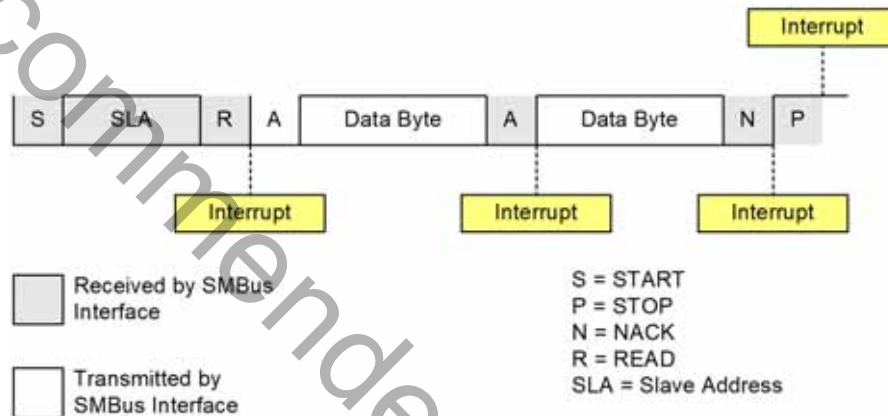 Interrupt
S SLA R A Data Byte A Data Byte N P
Interrupt Interrupt Interrupt
Received by SMBus
Interface
Transmitted by
SMBus Interface
S = START
P = STOP
N = NACK
R = READ
SLA = Slave Address
commende